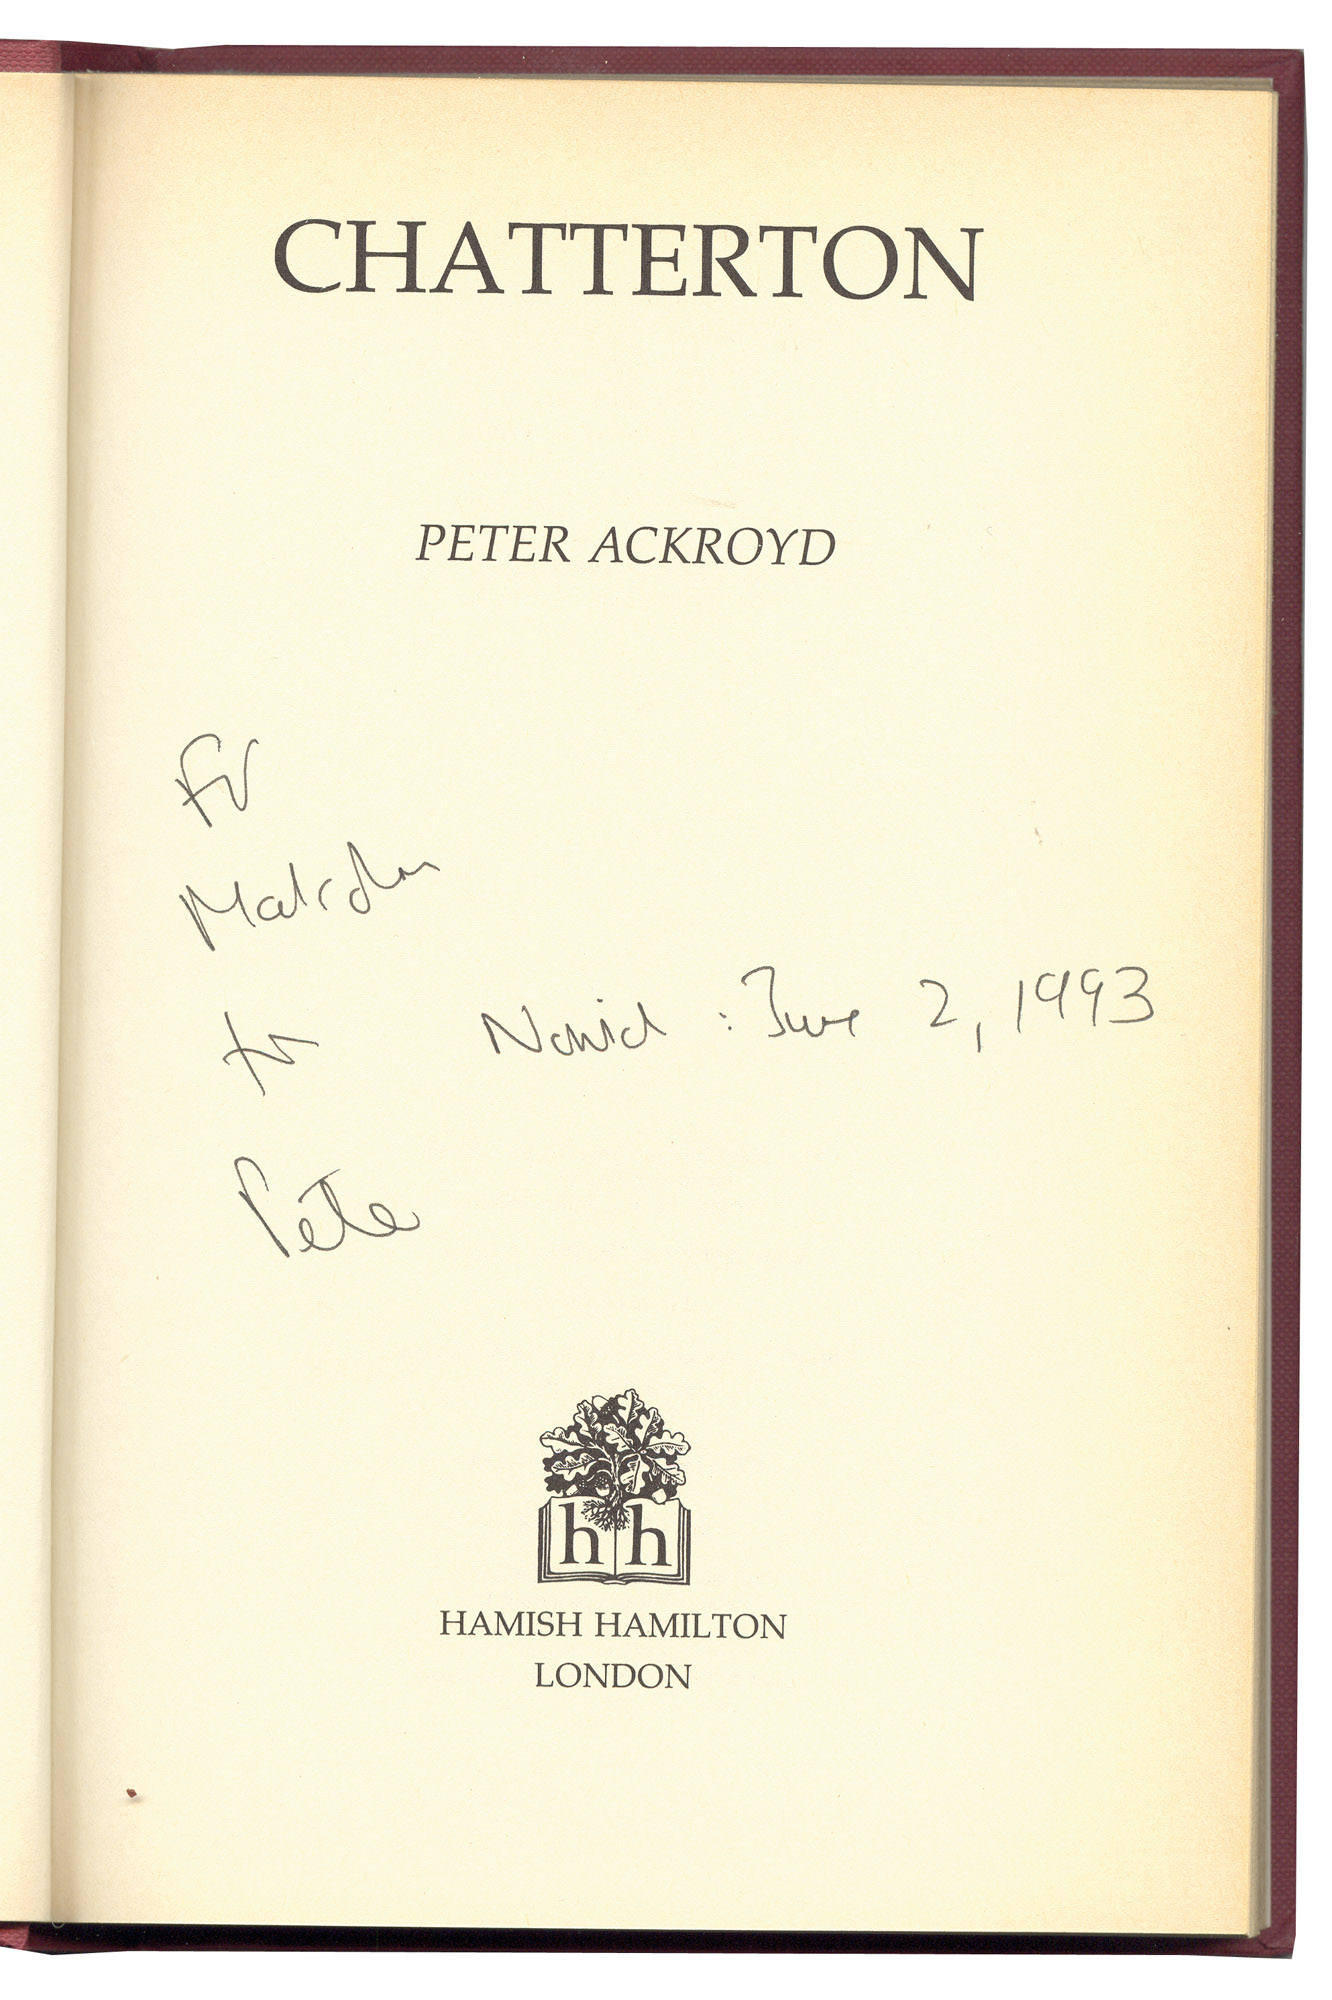 CHATTERTON
PETER ACKROYD
For
Malcolm
from
Norwich : June 2, 1993
Peter
h h
HAMISH HAMILTON
LONDON